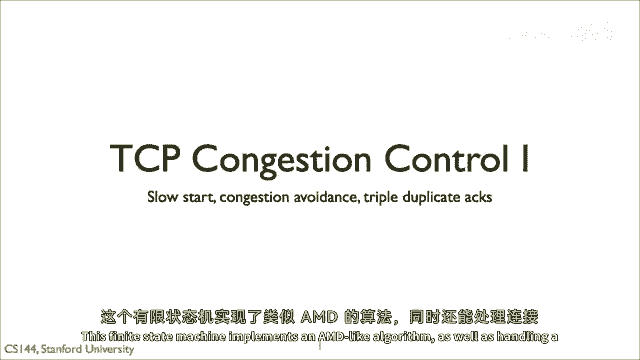 TCP Congestion Control I
Slow start, congestion avoidance, triple duplicate acks
这个有限状态机实现了类似 AMD 的算法，同时还能处理连接
This finite state machine implements an AMD-like algorithm, as well as handling a
CS144, Stanford University